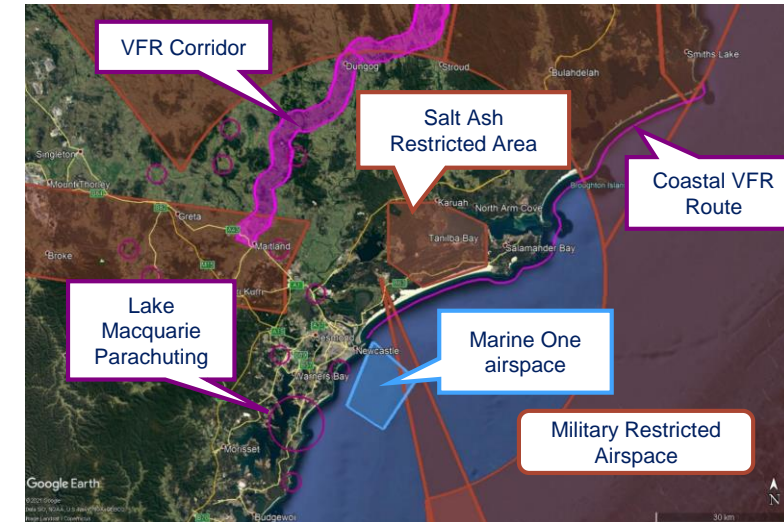 VFR Corridor
Dungog
Stroud
Smiths Lake
Bulahdelah
Salt Ash
Restricted Area
Singleton
Mount Thorley
Coastal VFR
Route
Broughton Island
Karuah
North Arm Cove
Greta
Tanilba Bay
Maitland
Salamander Bay
Broke
Lake
Macquarie
Parachuting
Marine One
airspace
Newcastle
Warners Bay
Military Restricted
Airspace
Morisset
Google Earth
Budgewoi
N
30 km